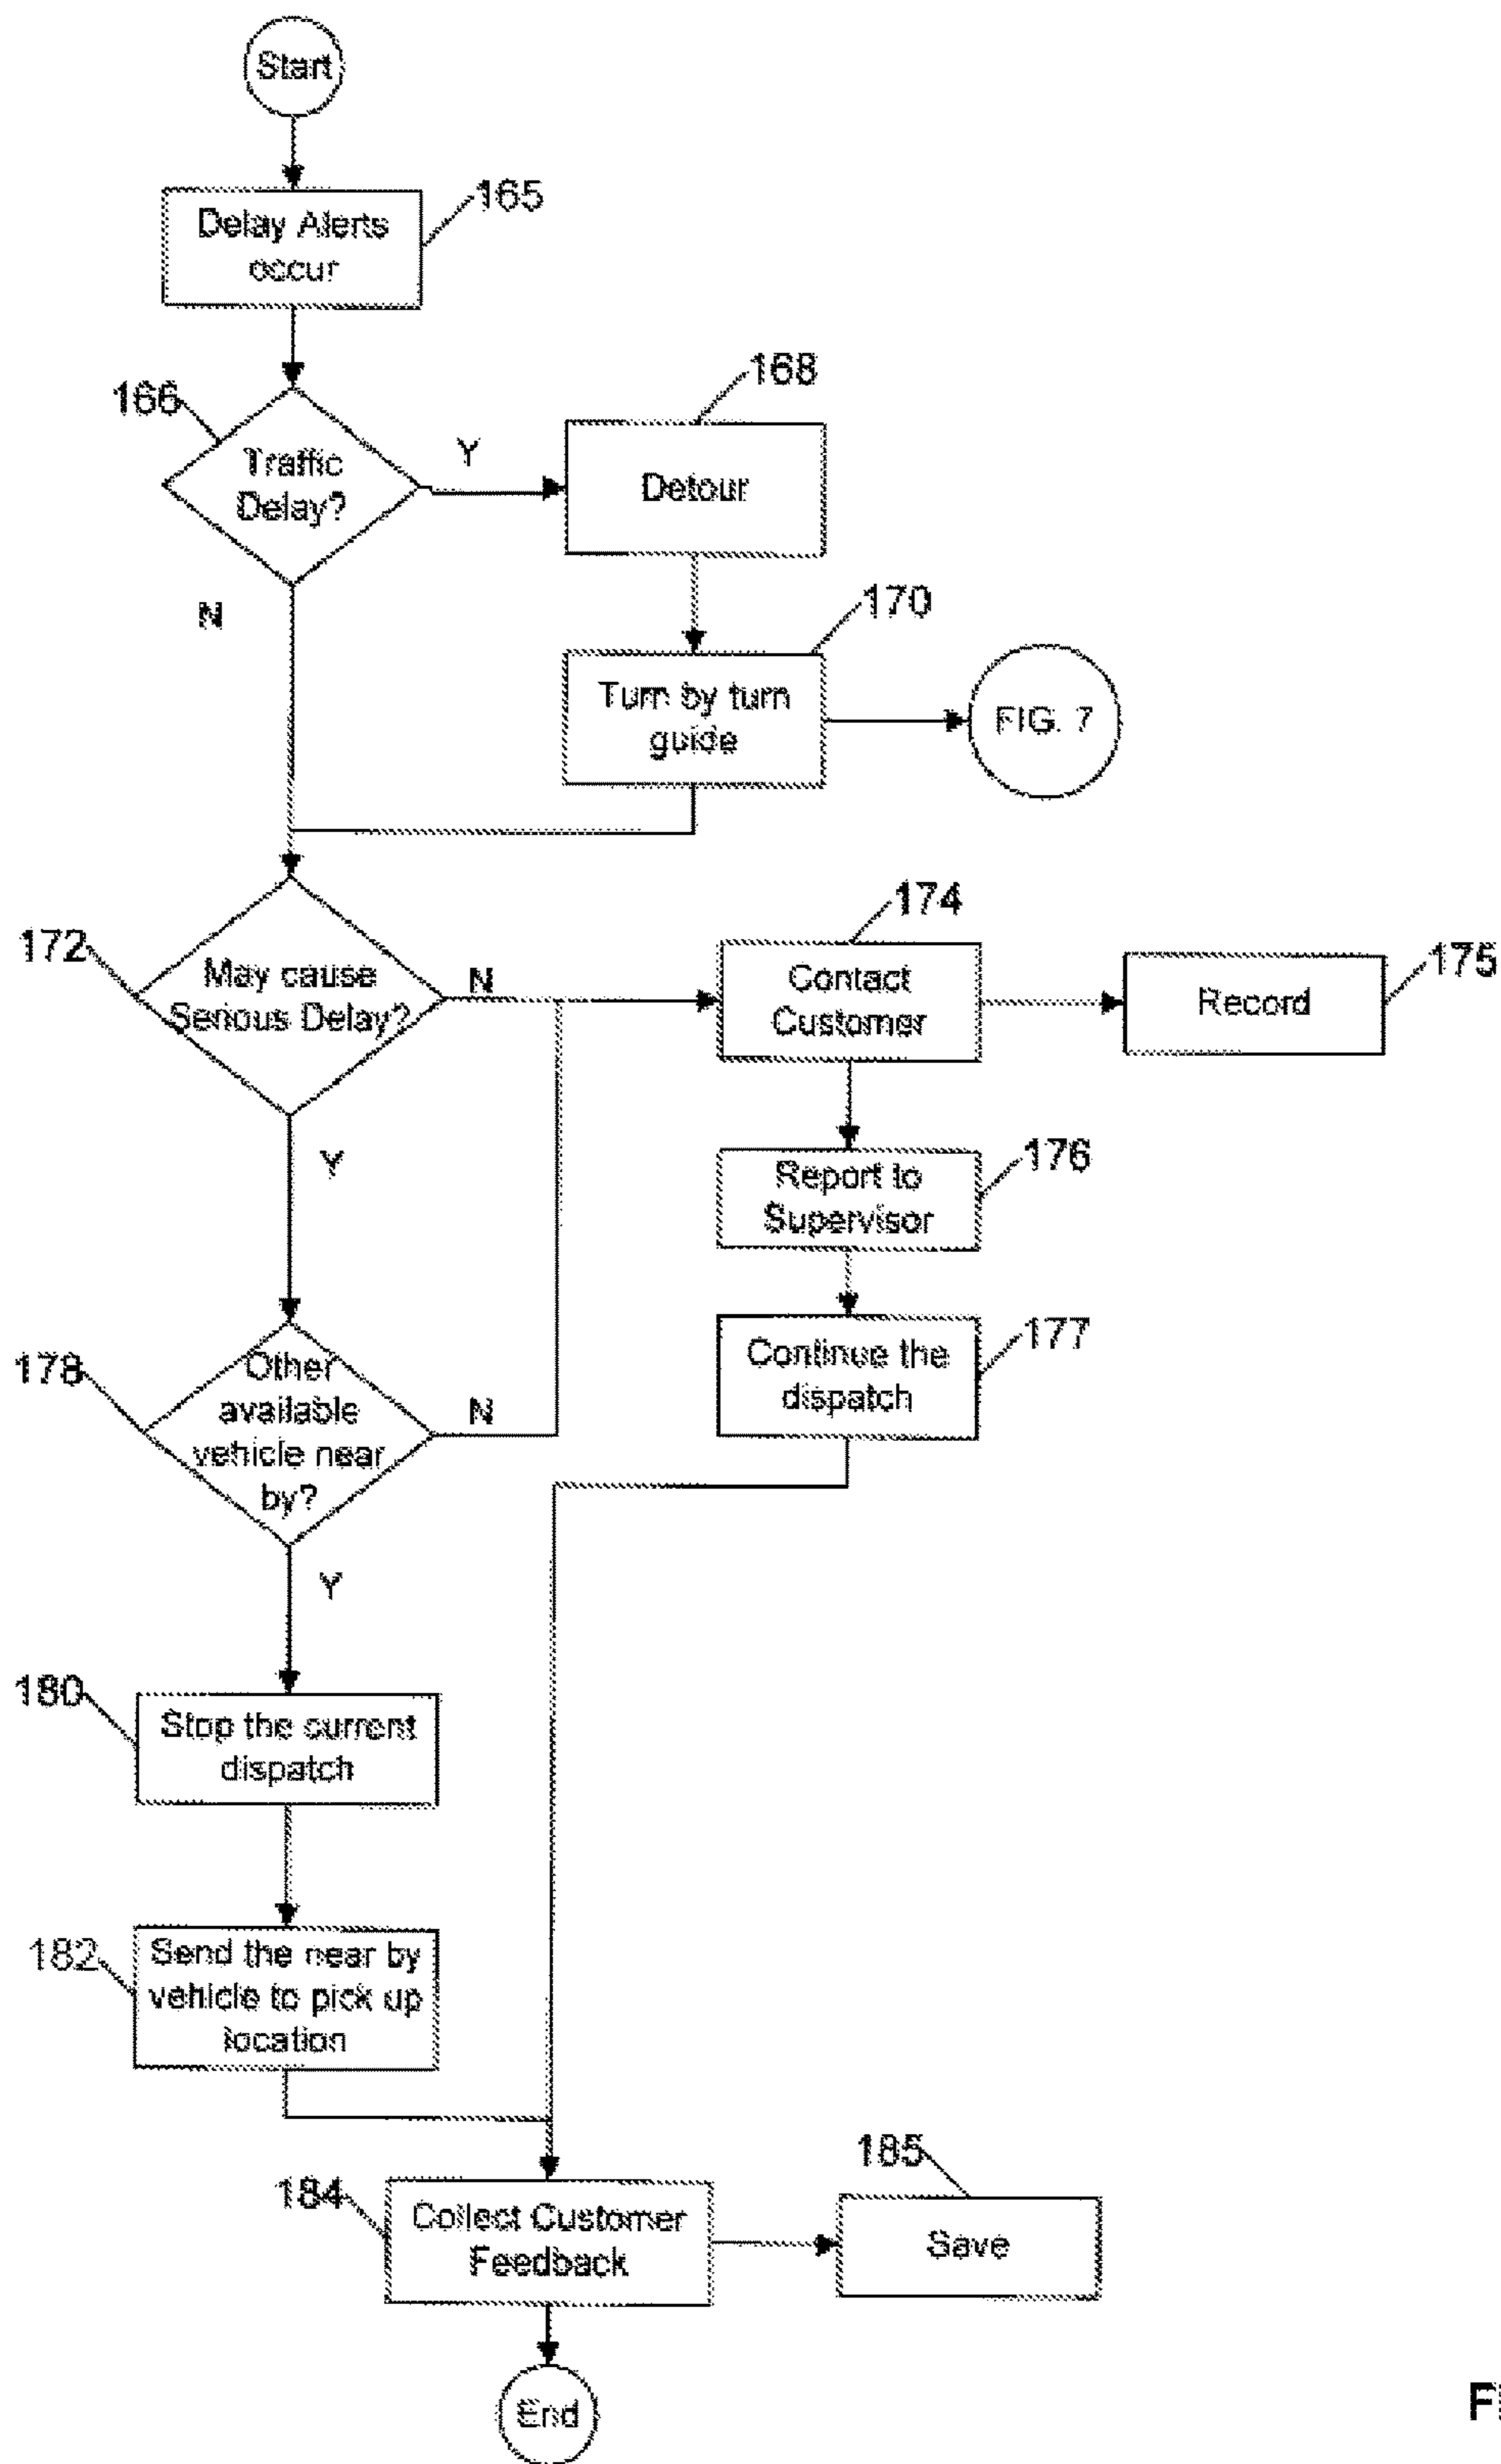 Start
165
Delay Alerts
occur
168
166
Traffic
Delay?
Y
Detour
N
170
Turn by turn
guide
FIG. 7
174
172
May cause
Serious Delay?
N
Contact
Customer
Record
175
Y
Report to
Supervisor
176
178
Other
available
vehicle near
by?
N
Continue the
dispatch
177
Y
180
Stop the current
dispatch
182
Send the near by
vehicle to pick up
location
184
Collect Customer
Feedback
185
Save
End